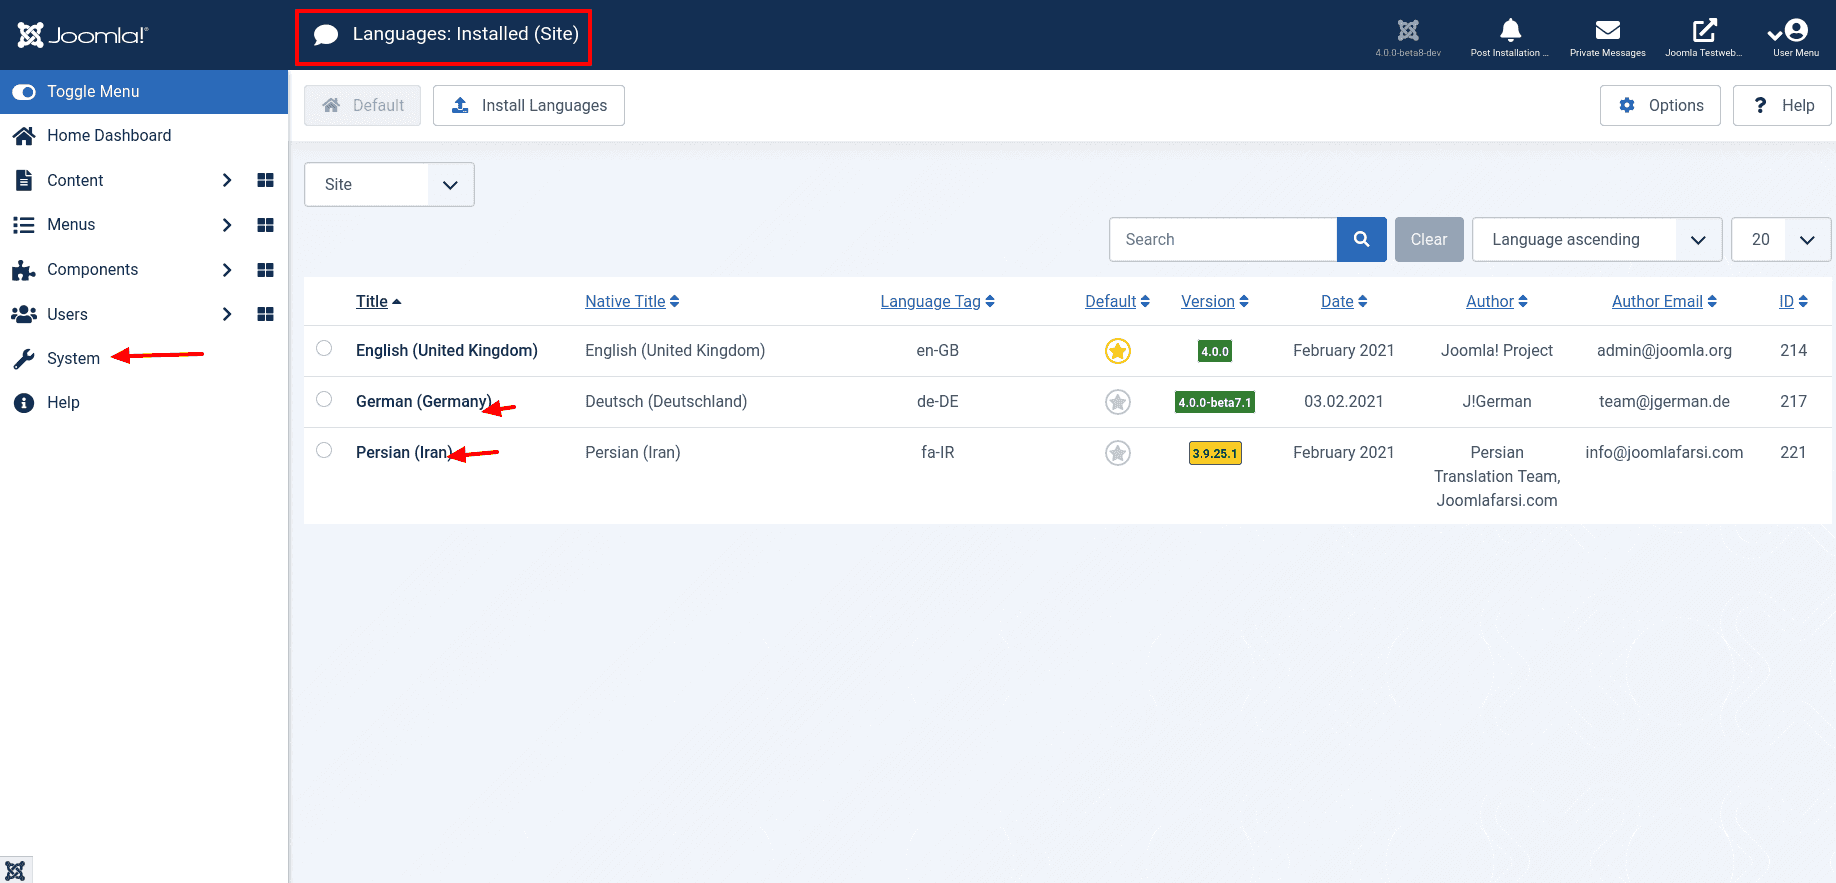 Joomla!®
Languages: Installed (Site)
4.0.0-beta8-dev
Post Installation ...
Private Messages
Joomla Testweb...
User Menu
Toggle Menu
Home Dashboard
Content
Menus
Components
Users
System
Help
Default
Install Languages
Options
? Help
Site
Search
Clear
Language ascending
20
Title Native Title Language Tag Default Version Date Author Author Email ID
English (United Kingdom) English (United Kingdom) en-GB 4.0.0 February 2021 Joomla! Project admin@joomla.org 214
German (Germany) Deutsch (Deutschland) de-DE 4.0.0-beta7.1 03.02.2021 J!German team@jgerman.de 217
Persian (Iran) Persian (Iran) fa-IR 3.9.25.1 February 2021 Persian info@joomlafarsi.com 221
Translation Team,
Joomlafarsi.com